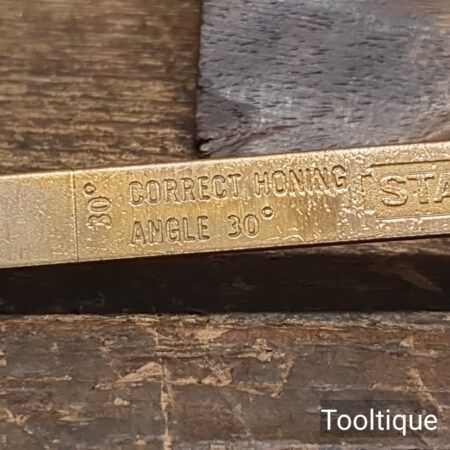 30°
CORRECT HONING
ANGLE 30°
STA
Tooltique